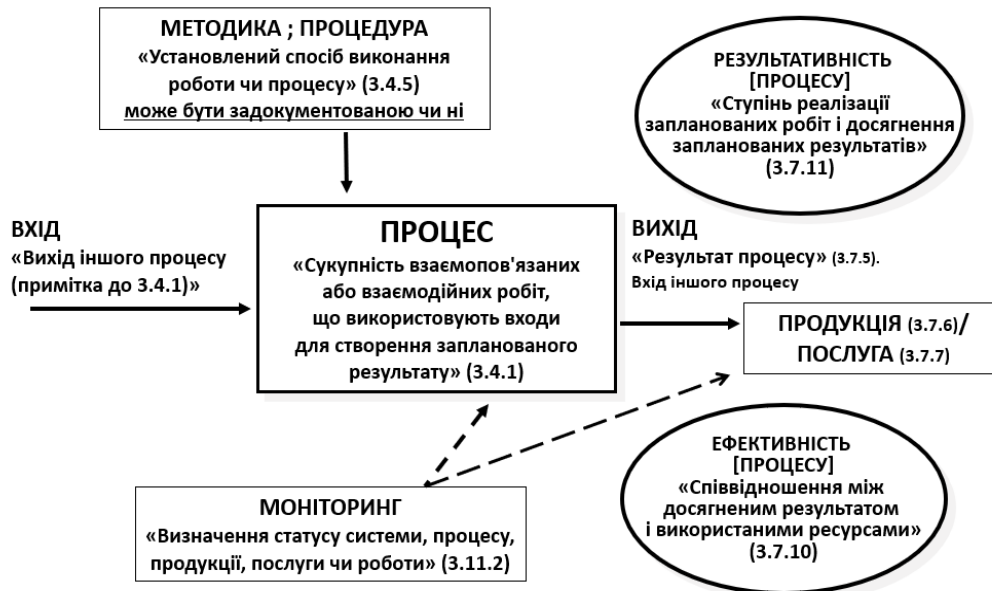 МЕТОДИКА ; ПРОЦЕДУРА
«Установлений спосіб виконання
роботи чи процесу» (3.4.5)
може бути задокументованою чи ні
РЕЗУЛЬТАТИВНІСТЬ
[ПРОЦЕСУ]
«Ступінь реалізації
запланованих робіт і досягнення
запланованих результатів»
(3.7.11)
ВХІД
«Вихід іншого процесу
(примітка до 3.4.1)»
ПРОЦЕС
«Сукупність взаємопов'язаних
або взаємодійних робіт,
що використовують входи
для створення запланованого
результату» (3.4.1)
ВИХІД
«Результат процесу» (3.7.5).
Вхід іншого процесу
ПРОДУКЦІЯ (3.7.6)/
ПОСЛУГА (3.7.7)
МОНІТОРИНГ
«Визначення статусу системи, процесу,
продукції, послуги чи роботи» (3.11.2)
ЕФЕКТИВНІСТЬ
[ПРОЦЕСУ]
«Співвідношення між
досягненим результатом
і використаними ресурсами»
(3.7.10)